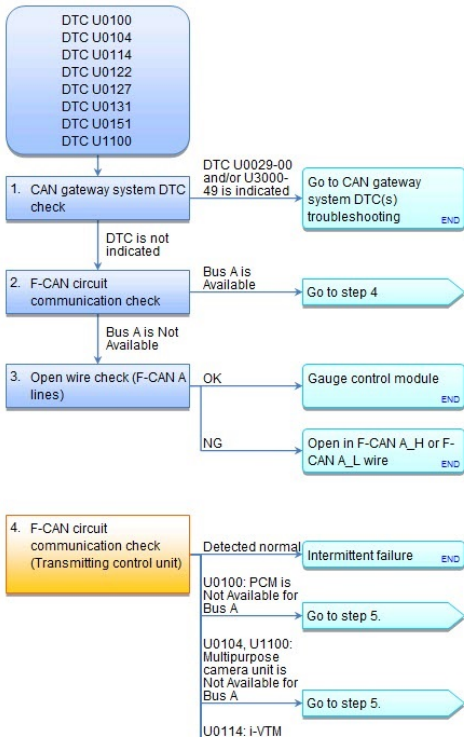 DTC U0100
DTC U0104
DTC U0114
DTC U0122
DTC U0127
DTC U0131
DTC U0151
DTC U1100
1. CAN gateway system DTC
check
DTC U0029-00
and/or U3000-
49 is indicated
Go to CAN gateway
system DTC(s)
troubleshooting
END
DTC is not
indicated
2. F-CAN circuit
communication check
Bus A is
Available
Go to step 4
Bus A is Not
Available
3. Open wire check (F-CAN A
lines)
OK
Gauge control module
END
NG
Open in F-CAN A_H or F-
CAN A_L wire
END
4. F-CAN circuit
communication check
(Transmitting control unit)
Detected normal
Intermittent failure
END
U0100: PCM is
Not Available for
Bus A
Go to step 5.
U0104, U1100:
Multipurpose
camera unit is
Not Available for
Bus A
Go to step 5.
U0114: i-VTM